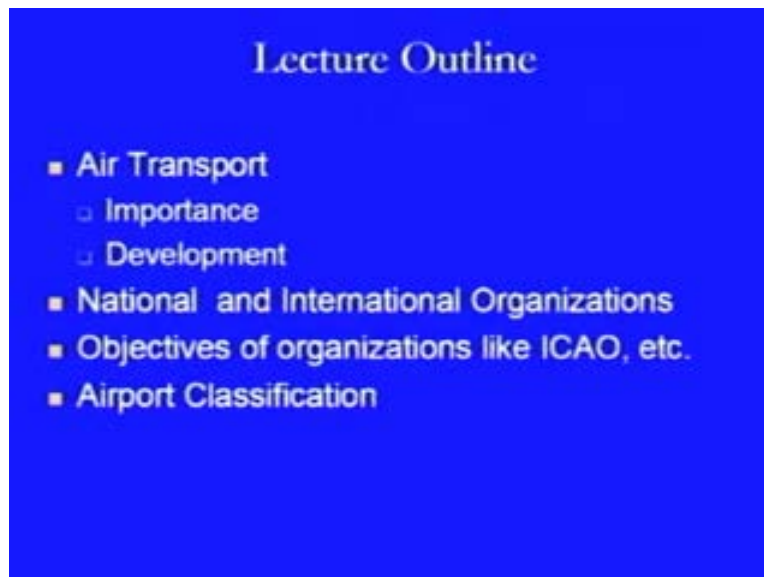 Lecture Outline
Air Transport
Importance
Development
National and International Organizations
Objectives of organizations like ICAO, etc.
Airport Classification